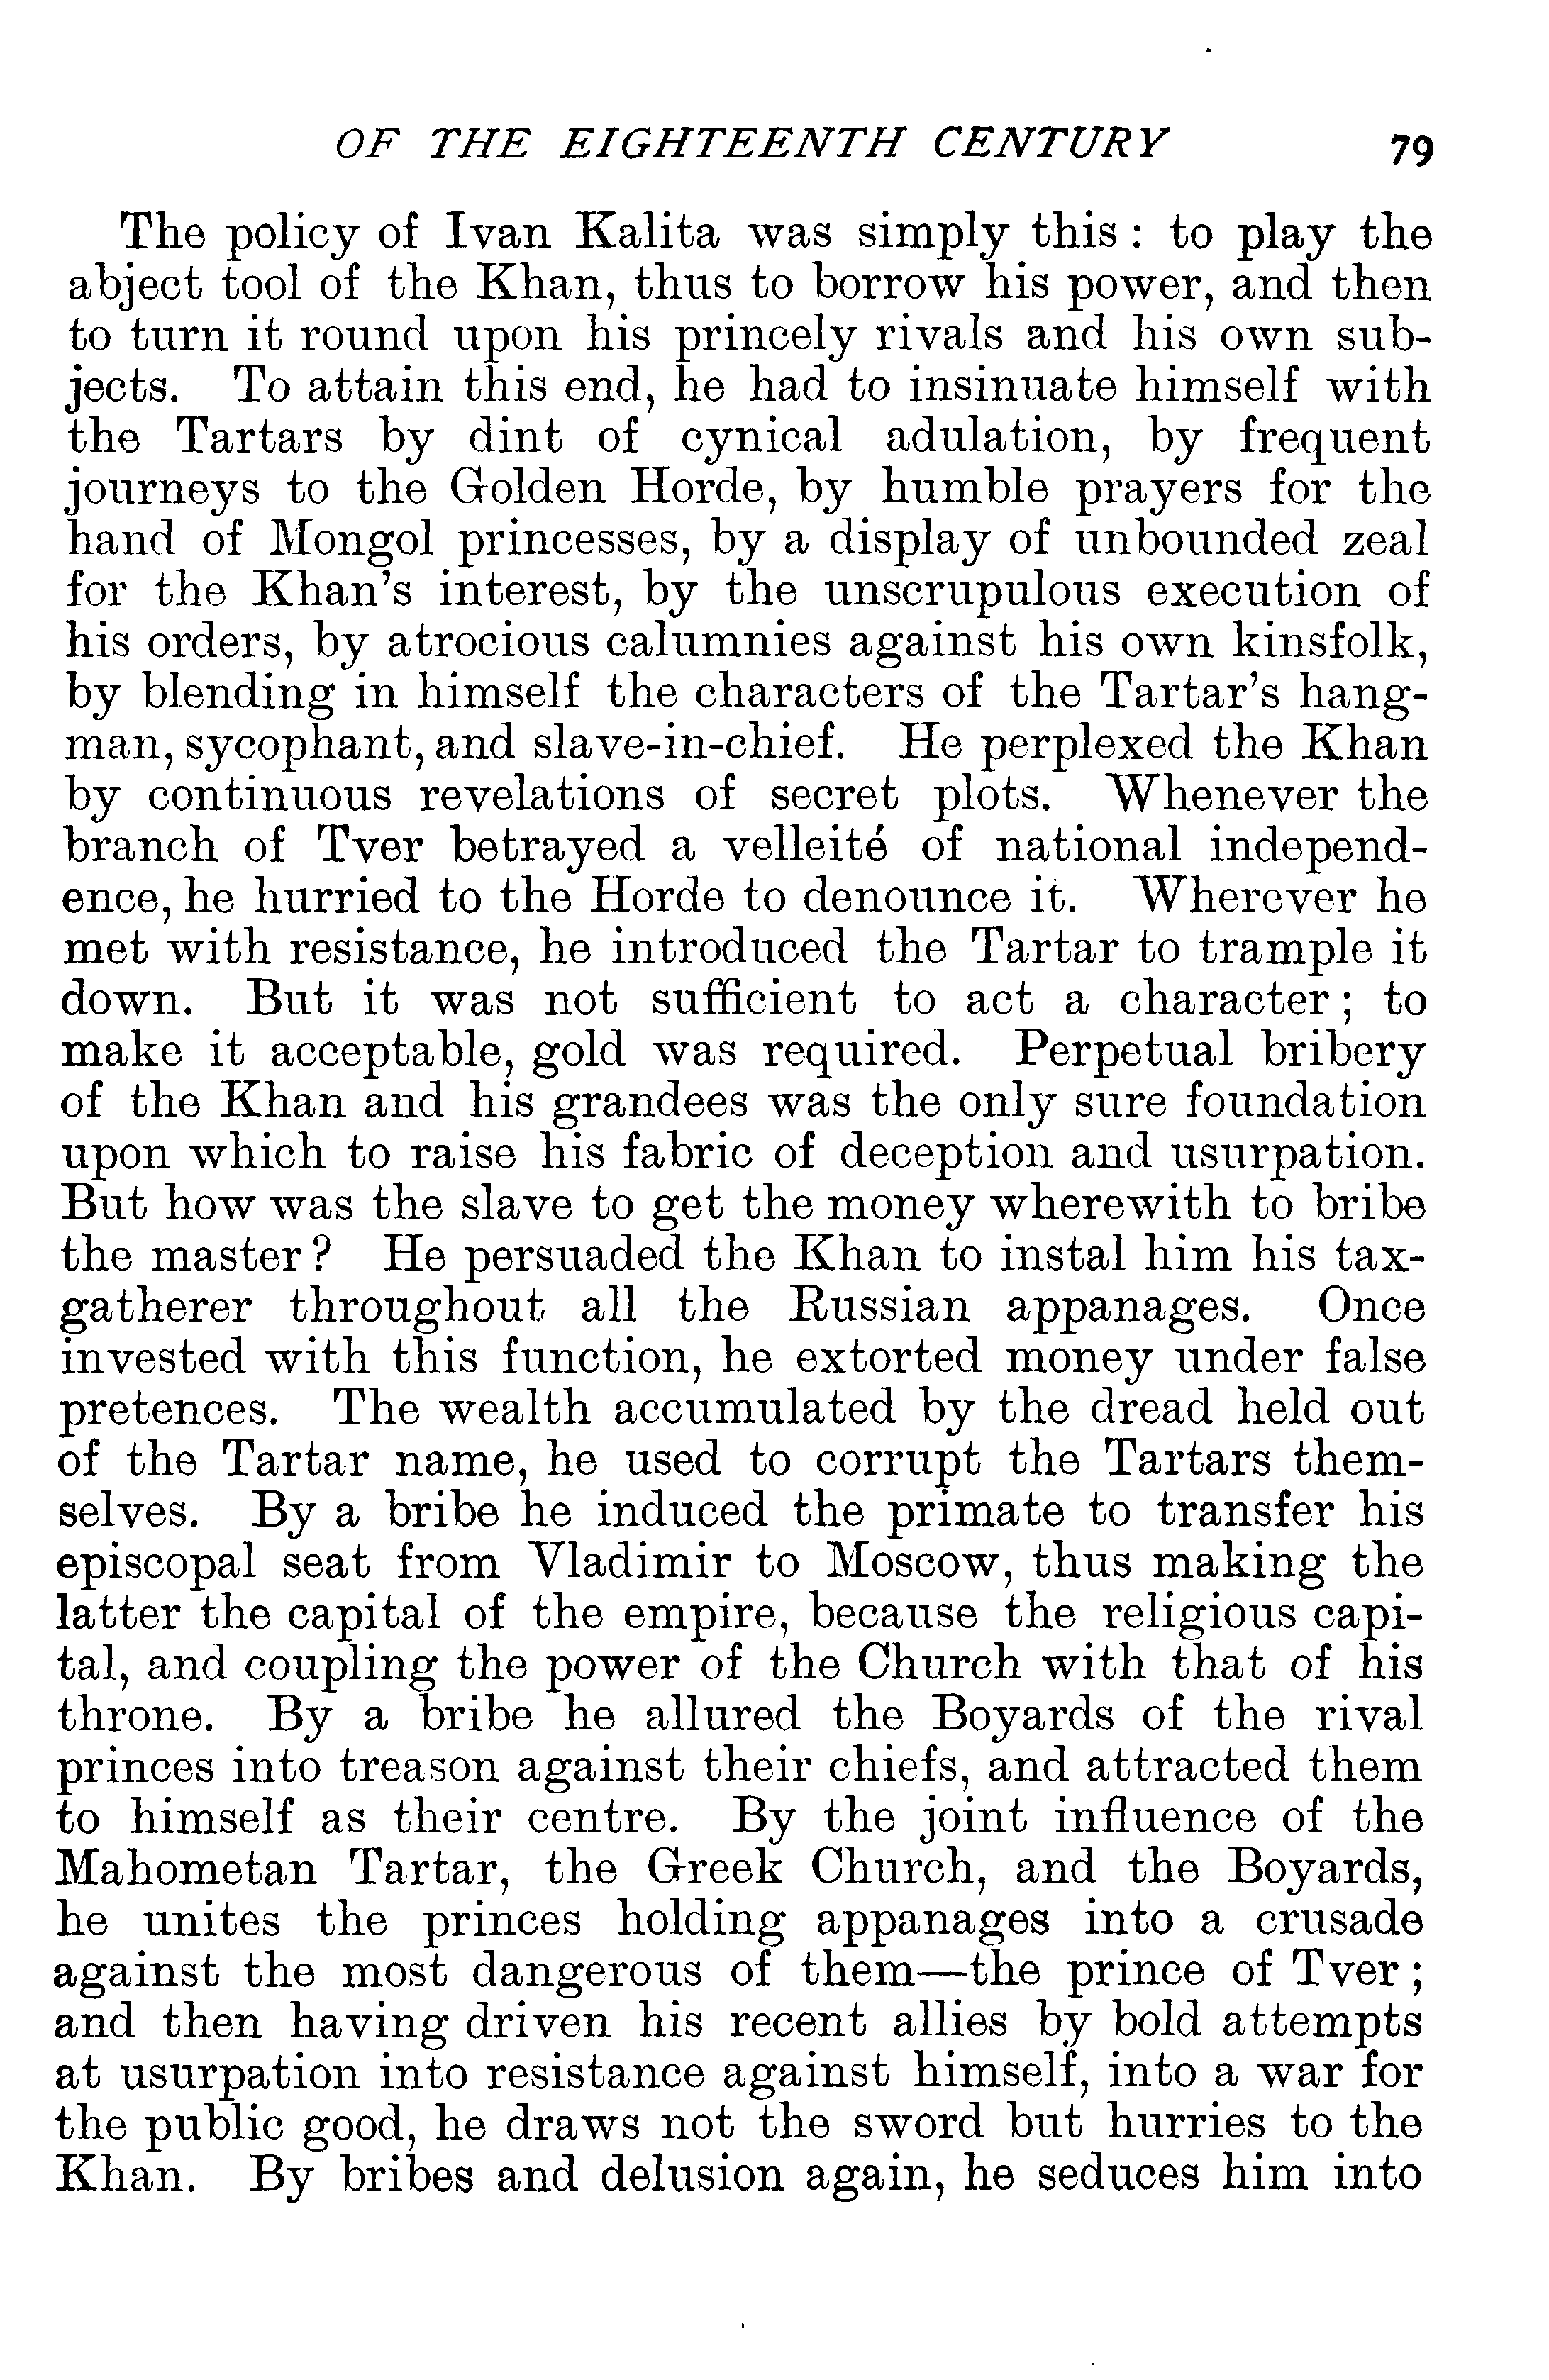 OF THE EIGHTEENTH CENTURY 79
The policy of Ivan Kalita was simply this : to play the
abject tool of the Khan, thus to borrow his power, and then
to turn it round upon his princely rivals and his own sub-
jects. To attain this end, he had to insinuate himself with
the Tartars by dint of cynical adulation, by frequent
journeys to the Golden Horde, by humble prayers for the
hand of Mongol princesses, by a display of unbounded zeal
for the Khan's interest, by the unscrupulous execution of
his orders, by atrocious calumnies against his own kinsfolk,
by blending in himself the characters of the Tartar's hang-
man, sycophant, and slave-in-chief. He perplexed the Khan
by continuous revelations of secret plots. Whenever the
branch of Tver betrayed a velleité of national independ-
ence, he hurried to the Horde to denounce it. Wherever he
met with resistance, he introduced the Tartar to trample it
down. But it was not sufficient to act a character ; to
make it acceptable, gold was required. Perpetual bribery
of the Khan and his grandees was the only sure foundation
upon which to raise his fabric of deception and usurpation.
But how was the slave to get the money wherewith to bribe
the master ? He persuaded the Khan to instal him his tax-
gatherer throughout all the Russian appanages. Once
invested with this function, he extorted money under false
pretences. The wealth accumulated by the dread held out
of the Tartar name, he used to corrupt the Tartars them-
selves. By a bribe he induced the primate to transfer his
episcopal seat from Vladimir to Moscow, thus making the
latter the capital of the empire, because the religious capi-
tal, and coupling the power of the Church with that of his
throne. By a bribe he allured the Boyards of the rival
princes into treason against their chiefs, and attracted them
to himself as their centre. By the joint influence of the
Mahometan Tartar, the Greek Church, and the Boyards,
he unites the princes holding appanages into a crusade
against the most dangerous of them—the prince of Tver ;
and then having driven his recent allies by bold attempts
at usurpation into resistance against himself, into a war for
the public good, he draws not the sword but hurries to the
Khan. By bribes and delusion again, he seduces him into